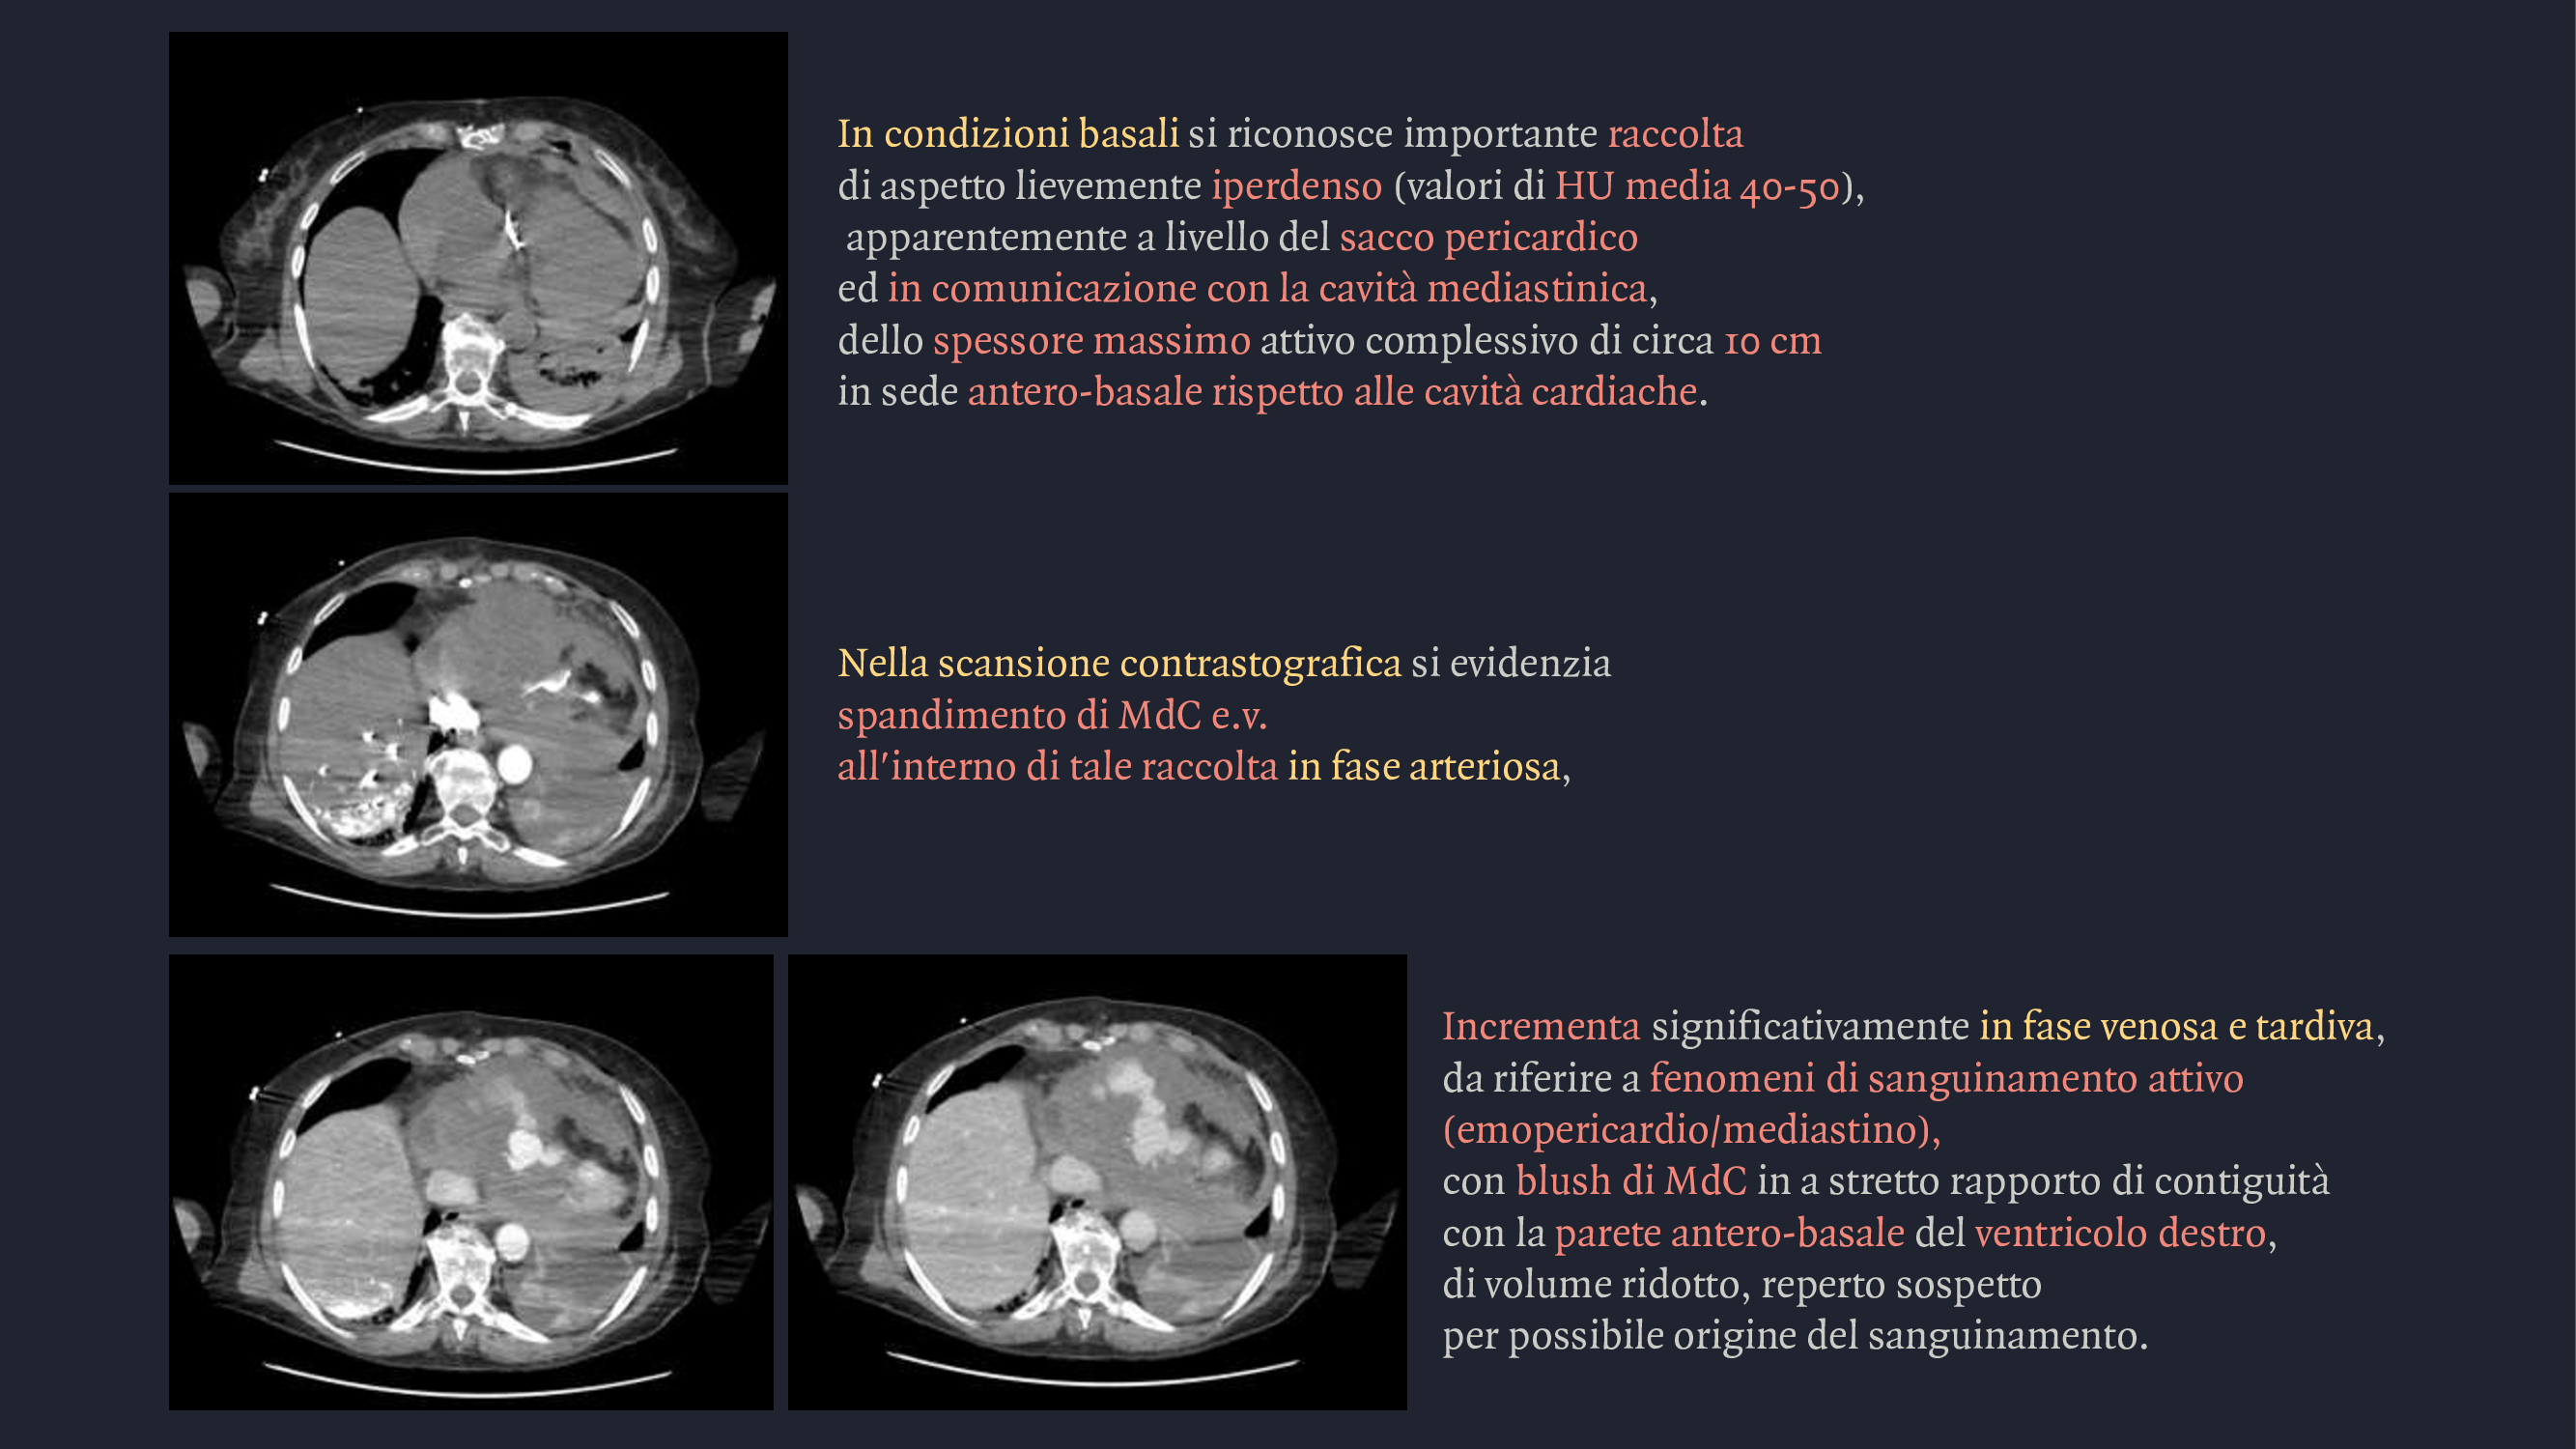 In condizioni basali si riconosce importante raccolta
di aspetto lievemente iperdenso (valori di HU media 40-50),
apparentemente a livello del sacco pericardico
ed in comunicazione con la cavità mediastinica,
dello spessore massimo attivo complessivo di circa 10 cm
in sede antero-basale rispetto alle cavità cardiache.
Nella scansione contrastografica si evidenzia
spandimento di MdC e.v.
all'interno di tale raccolta in fase arteriosa,
Incrementa significativamente in fase venosa e tardiva,
da riferire a fenomeni di sanguinamento attivo
(emopericardio/mediastino),
con blush di MdC in a stretto rapporto di contiguità
con la parete antero-basale del ventricolo destro,
di volume ridotto, reperto sospetto
per possibile origine del sanguinamento.